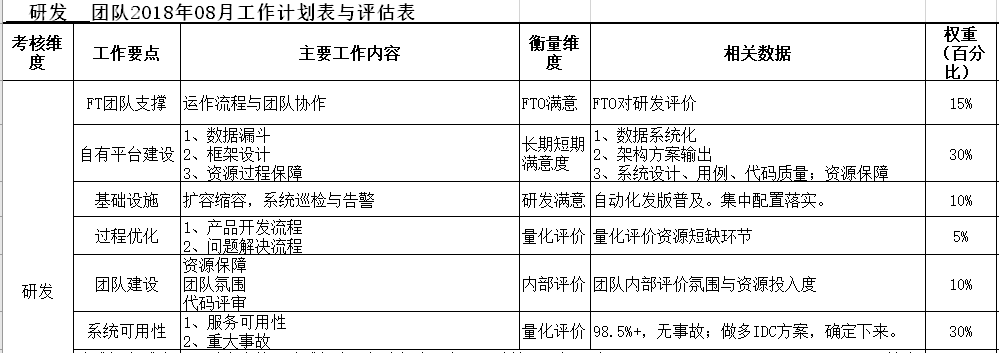 研发 团队2018年08月工作计划表与评估表
考核维度 工作要点 主要工作内容 衡量维度 相关数据 权重（百分比）
研发
FT团队支撑 运作流程与团队协作 FTO满意 FTO对研发评价 15%
自有平台建设 1、数据漏斗 长期短期满意度 1、数据系统化 30%
2、框架设计 2、架构方案输出
3、资源过程保障 3、系统设计、用例、代码质量；资源保障
基础设施 扩容缩容，系统巡检与告警 研发满意 自动化发版普及。集中配置落实。 10%
过程优化 1、产品开发流程 量化评价 量化评价资源短缺环节 5%
2、问题解决流程
团队建设 资源保障 内部评价 团队内部评价氛围与资源投入度 10%
团队氛围
代码评审
系统可用性 1、服务可用性 量化评价 98.5%+，无事故；做多IDC方案，确定下来。 30%
2、重大事故